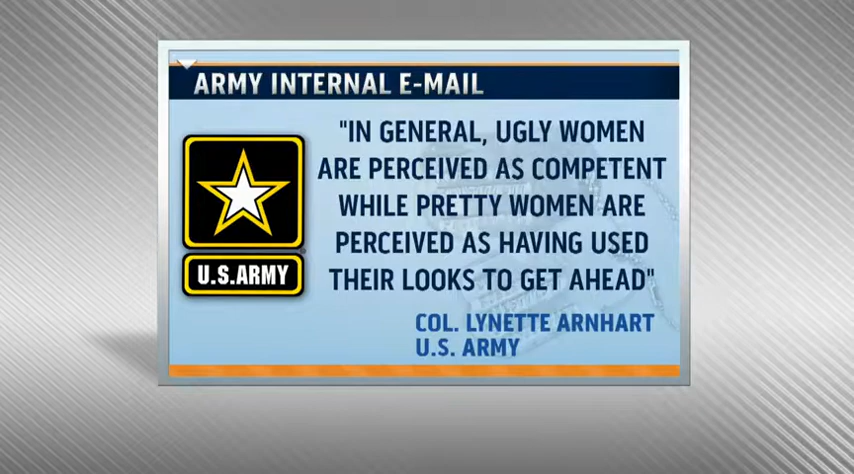 ARMY INTERNAL E-MAIL
"IN GENERAL, UGLY WOMEN
ARE PERCEIVED AS COMPETENT
WHILE PRETTY WOMEN ARE
PERCEIVED AS HAVING USED
THEIR LOOKS TO GET AHEAD"
U.S.ARMY
COL. LYNETTE ARNHART
U.S. ARMY